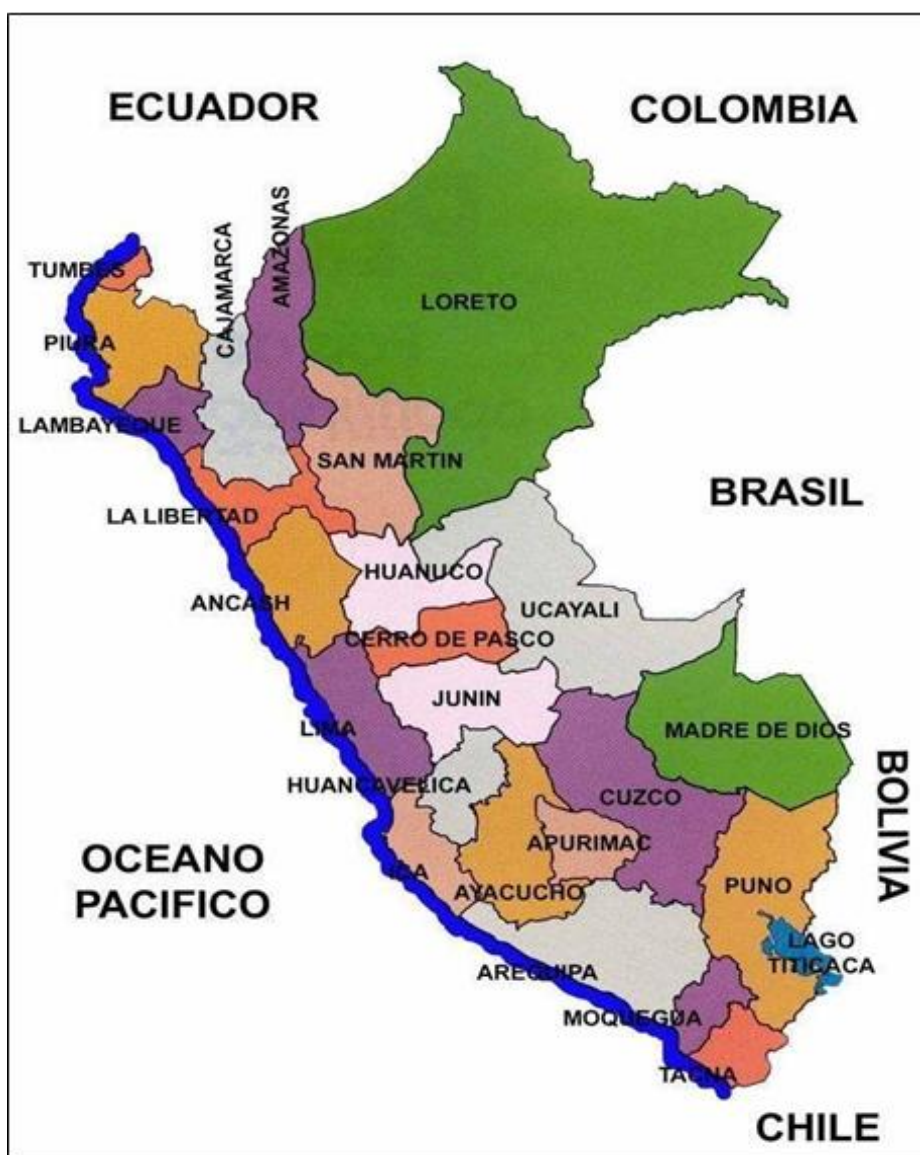 ECUADOR
COLOMBIA
CAJAMARCA
AMAZONAS
TUMBES
LORETO
PIURA
LAMBAYEQUE
SAN MARTIN
BRASIL
LA LIBERTAD
HUANUCO
ANCASH
UCAYALI
CERRO DE PASCO
JUNIN
LIMA
MADRE DE DIOS
HUANCAVELICA
CUZCO
BOLIVIA
APURIMAC
OCEANO
PACIFICO
ICA
AYACUCHO
PUNO
LAGO
TITICACA
AREQUIPA
MOQUEGUA
TACNA
CHILE